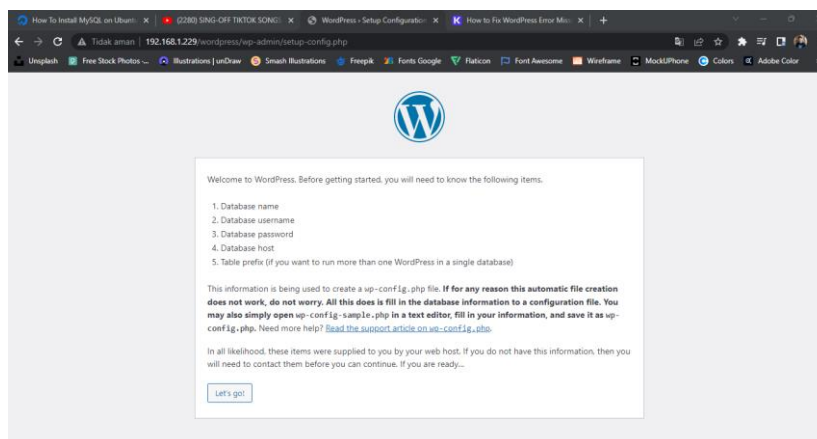 How To Install MySQL on Ubuntu
(2280) SING-OFF TIKTOK SONGS
WordPress › Setup Configuration
How to Fix WordPress Error Miss
Tidak aman 192.168.1.229/wordpress/wp-admin/setup-config.php
Unsplash Free Stock Photos Illustrations | unDraw Smash Illustrations Freepik Fonts Google Flaticon Font Awesome Wireframe MockUPhone Colors Adobe Color
Welcome to WordPress. Before getting started, you will need to know the following items.
1. Database name
2. Database username
3. Database password
4. Database host
5. Table prefix (if you want to run more than one WordPress in a single database)
This information is being used to create a wp-config.php file. If for any reason this automatic file creation
does not work, do not worry. All this does is fill in the database information to a configuration file. You
may also simply open wp-config-sample.php in a text editor, fill in your information, and save it as wp-
config.php. Need more help? Read the support article on wp-config.php.
In all likelihood, these items were supplied to you by your web host. If you do not have this information, then you
will need to contact them before you can continue. If you are ready...
Let's go!